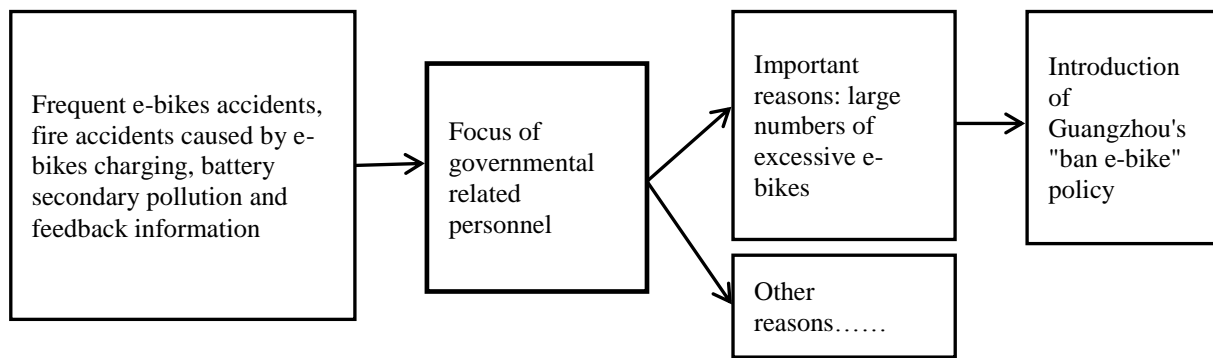 Frequent e-bikes accidents,
fire accidents caused by e-
bikes charging, battery
secondary pollution and
feedback information
Focus of
governmental
related
personnel
Important
reasons: large
numbers of
excessive e-
bikes
Other
reasons……
Introduction
of
Guangzhou's
"ban e-bike"
policy